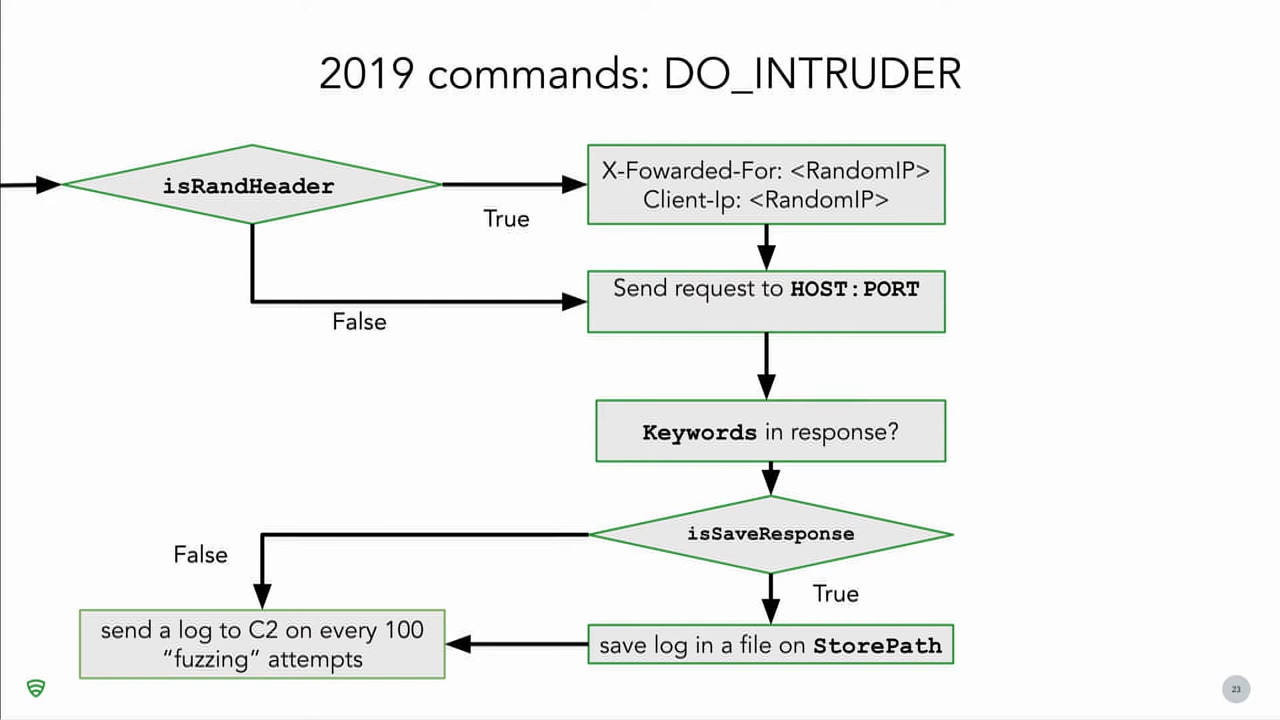 2019 commands: DO_INTRUDER
isRandHeader
True
X-Fowarded-For: <RandomIP>
Client-Ip: <RandomIP>
Send request to HOST:PORT
False
Keywords in response?
isSaveResponse
False
True
send a log to C2 on every 100
“fuzzing” attempts
save log in a file on StorePath
23